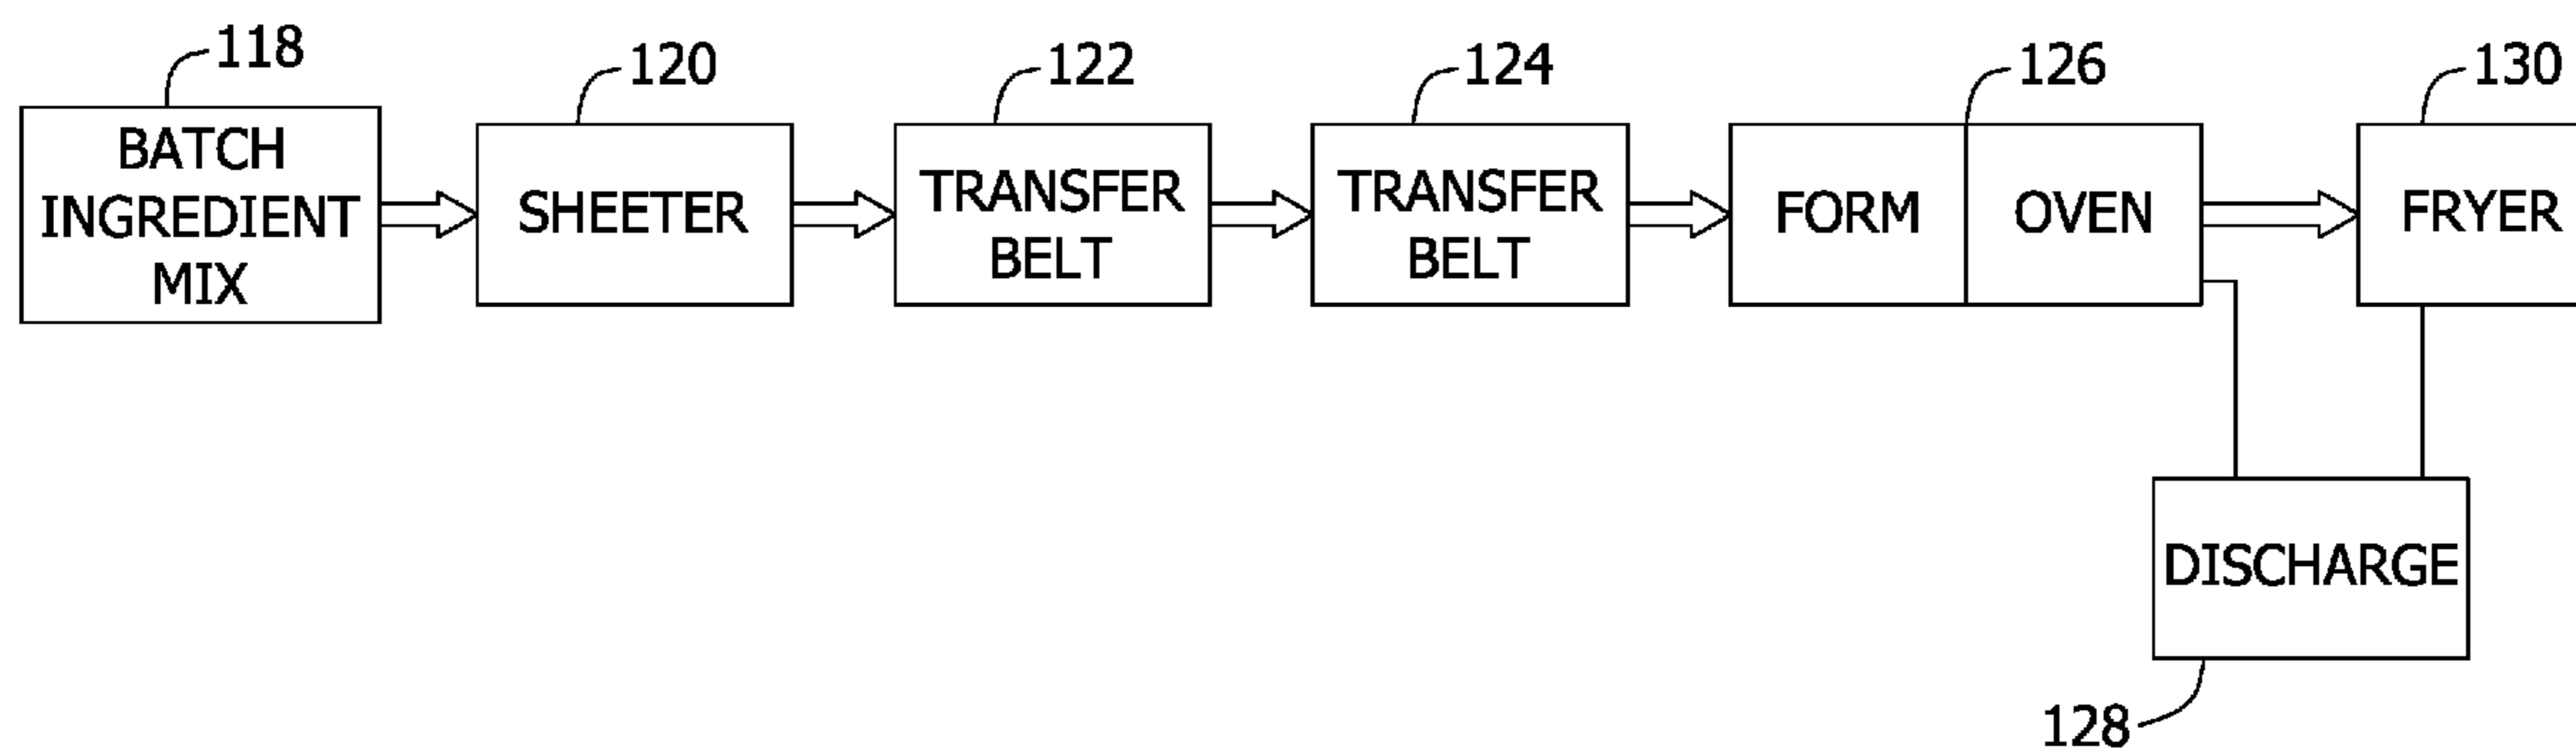 118
120
122
124
126
130
BATCH
INGREDIENT
MIX
SHEETER
TRANSFER
BELT
TRANSFER
BELT
FORM
OVEN
FRYER
DISCHARGE
128